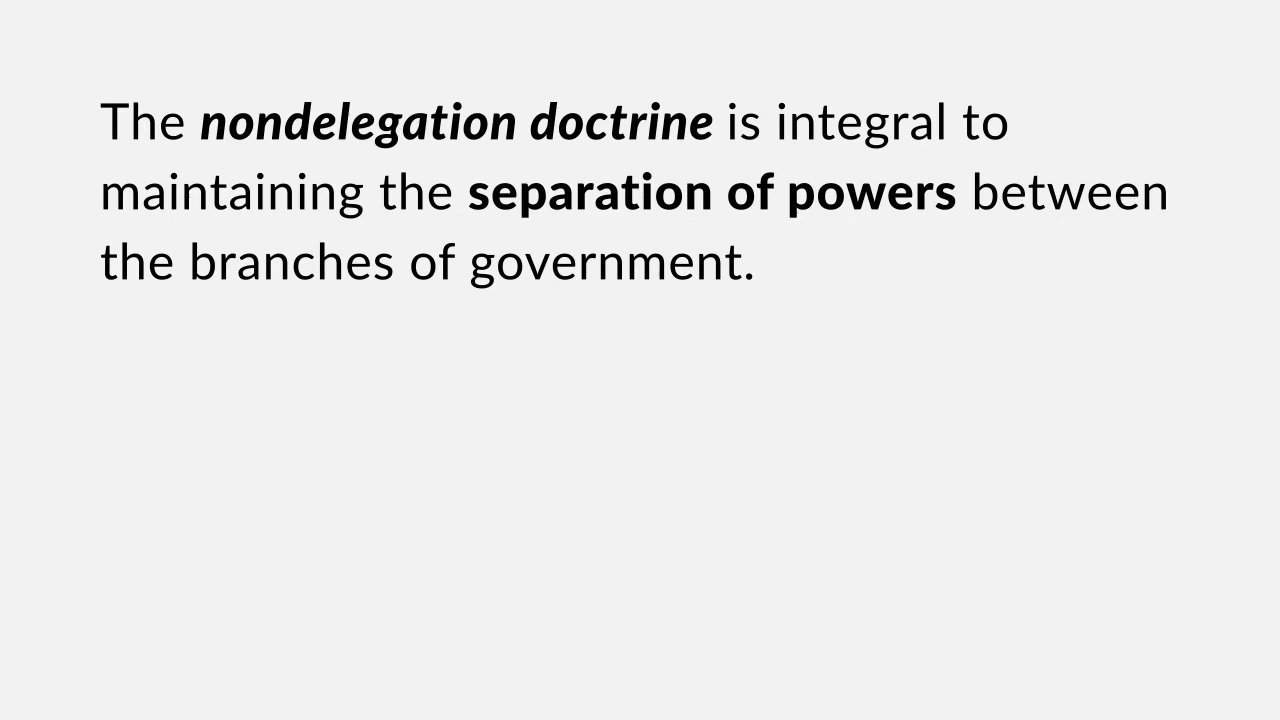 The nondelegation doctrine is integral to
maintaining the separation of powers between
the branches of government.